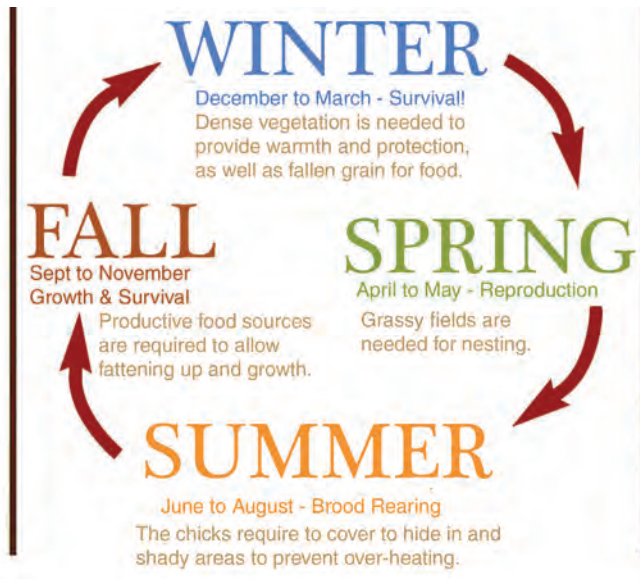 WINTER
December to March - Survival!
Dense vegetation is needed to
provide warmth and protection,
as well as fallen grain for food.
SPRING
April to May - Reproduction
Grassy fields are
needed for nesting.
SUMMER
June to August - Brood Rearing
The chicks require to cover to hide in and
shady areas to prevent over-heating.
FALL
Sept to November
Growth & Survival
Productive food sources
are required to allow
fattening up and growth.